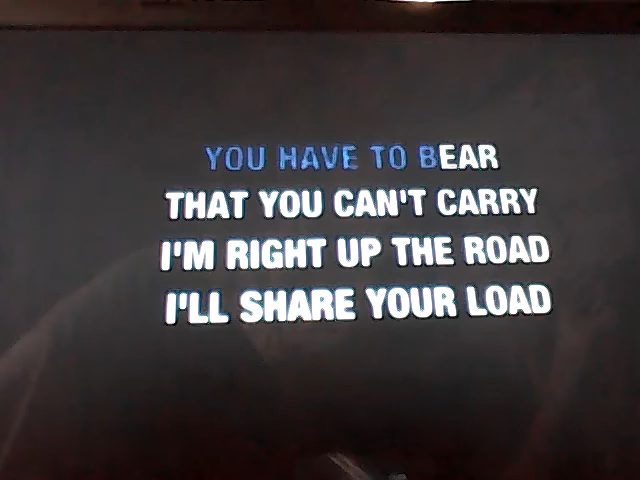 YOU HAVE TO BEAR
THAT YOU CAN'T CARRY
I'M RIGHT UP THE ROAD
I'LL SHARE YOUR LOAD